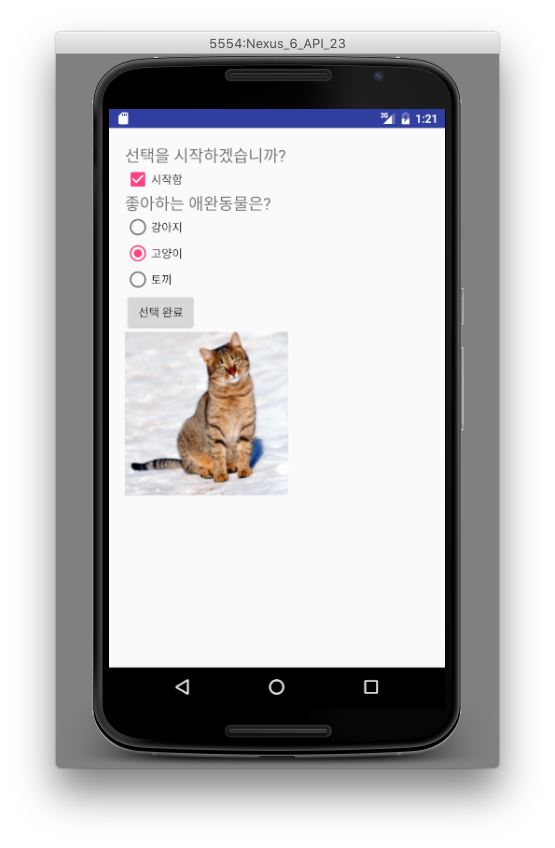 5554:Nexus_6_API_23
3G 1:21
선택을 시작하겠습니까?
시작함
좋아하는 애완동물은?
강아지
고양이
토끼
선택 완료